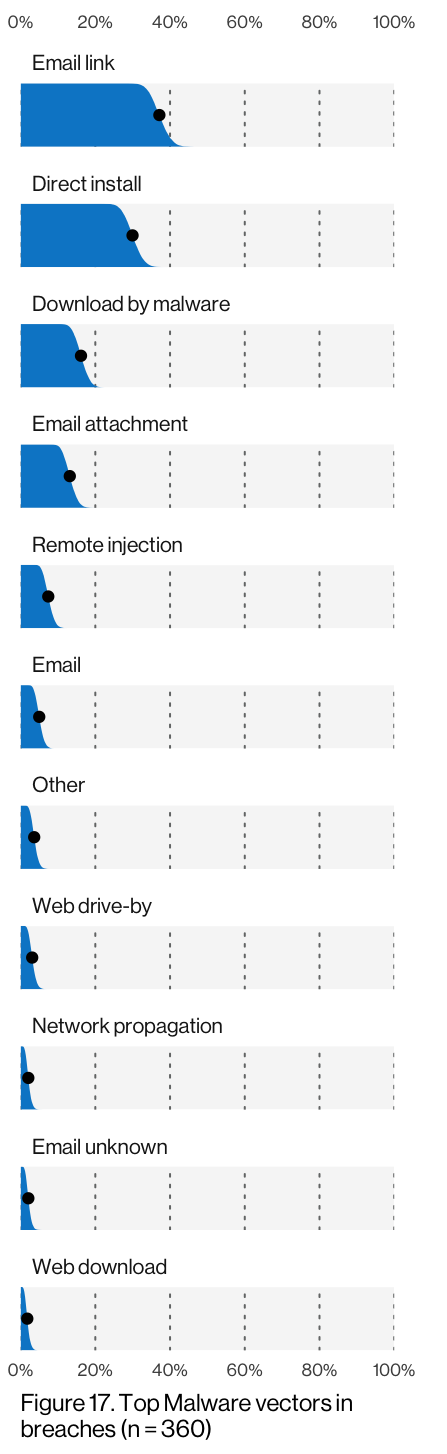 0% 20% 40% 60% 80% 100%
Email link
Direct install
Download by malware
Email attachment
Remote injection
Email
Other
Web drive-by
Network propagation
Email unknown
Web download
0% 20% 40% 60% 80% 100%
Figure 17. Top Malware vectors in
breaches (n = 360)